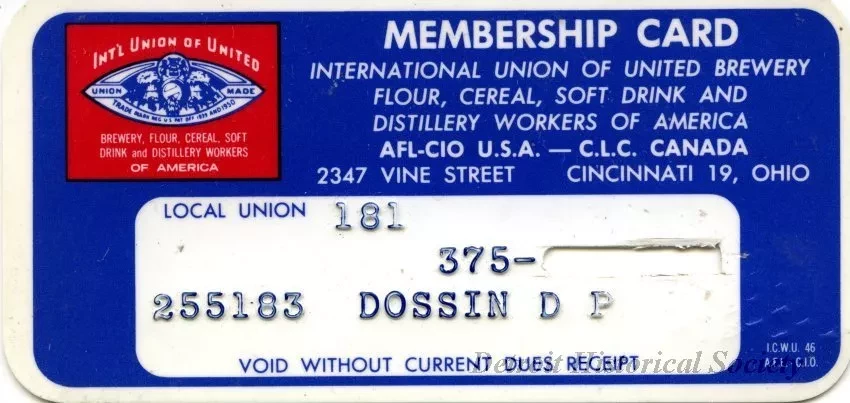 INT'L UNION OF UNITED
UNION MADE
TRADE MARK REG. U.S. PAT. OFF. 1939 AND 1950
BREWERY, FLOUR, CEREAL, SOFT
DRINK and DISTILLERY WORKERS
OF AMERICA
MEMBERSHIP CARD
INTERNATIONAL UNION OF UNITED BREWERY
FLOUR, CEREAL, SOFT DRINK AND
DISTILLERY WORKERS OF AMERICA
AFL-CIO U.S.A. — C.L.C. CANADA
2347 VINE STREET CINCINNATI 19, OHIO
LOCAL UNION 181
375-
255183 DOSSIN D P
VOID WITHOUT CURRENT DUES RECEIPT
I.C.W.U. 46
A.F.L. C.I.O.
Detroit Historical Society